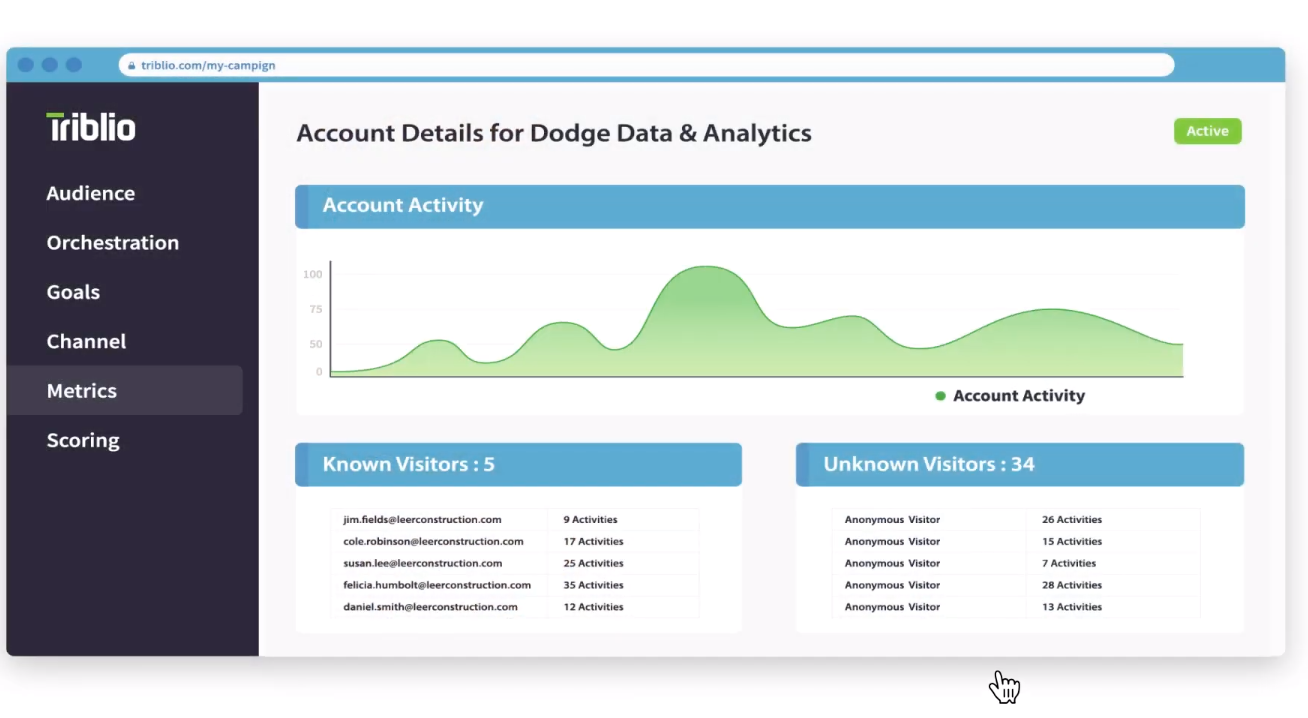 triblio.com/my-campign
Triblio
Audience
Orchestration
Goals
Channel
Metrics
Scoring
Account Details for Dodge Data & Analytics
Active
Account Activity
100
75
50
0
Account Activity
Known Visitors : 5
jim.fields@leerconstruction.com 9 Activities
cole.robinson@leerconstruction.com 17 Activities
susan.lee@leerconstruction.com 25 Activities
felicia.humbolt@leerconstruction.com 35 Activities
daniel.smith@leerconstruction.com 12 Activities
Unknown Visitors : 34
Anonymous Visitor 26 Activities
Anonymous Visitor 15 Activities
Anonymous Visitor 7 Activities
Anonymous Visitor 28 Activities
Anonymous Visitor 13 Activities